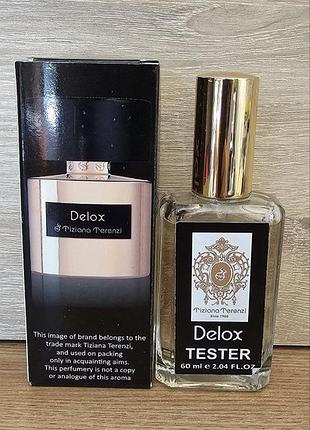 Delox
Tiziana Terenzi
This image of brand belongs to the
trade mark Tiziana Terenzi,
and used on packing
only in acquainting aims.
This perfumery is not a copy
or analogue of this aroma
Tiziana Terenzi
Since 1968
Delox
TESTER
60 ml e 2.04 FL.OZ